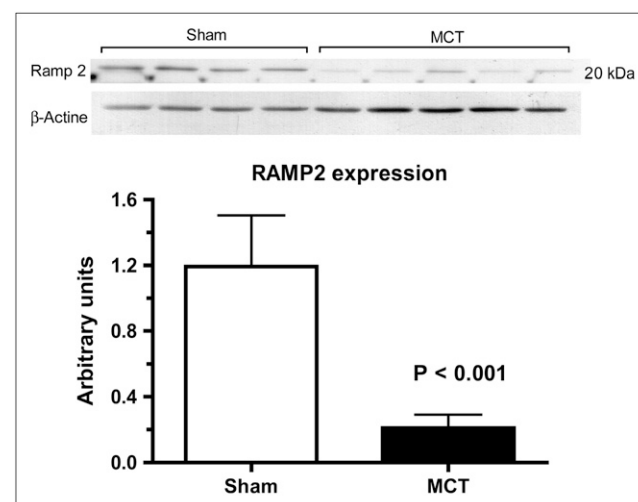 Sham MCT
Ramp 2 20 kDa
β-Actine
RAMP2 expression
1.6
1.2
0.8
0.4
0.0
Arbitrary units
P < 0.001
Sham MCT